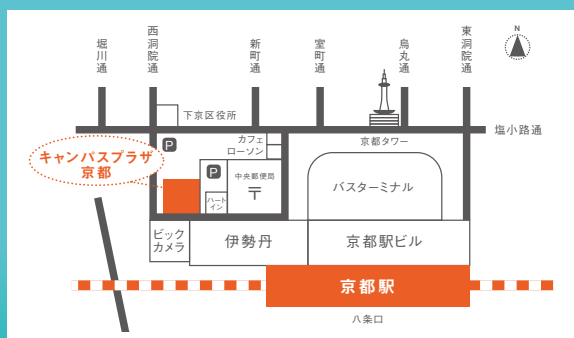 堀川通
西洞院通
新町通
室町通
烏丸通
東洞院通
N
下京区役所
塩小路通
P
カフェ
ローソン
京都タワー
キャンパスプラザ
京都
P
中央郵便局
〒
ハート
イン
バスターミナル
ビック
カメラ
伊勢丹
京都駅ビル
京都駅
八条口